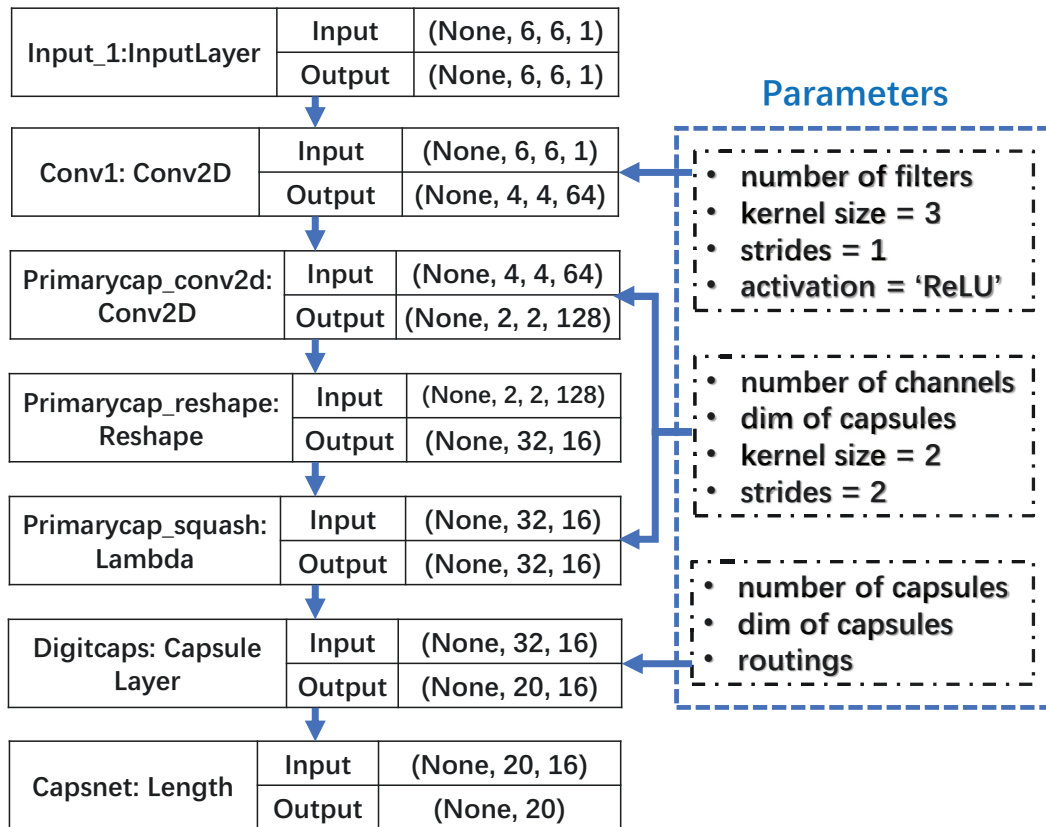 Input_1:InputLayer
Input
(None, 6, 6, 1)
Output
(None, 6, 6, 1)
Conv1: Conv2D
Input
(None, 6, 6, 1)
Output
(None, 4, 4, 64)
Primarycap_conv2d:
Conv2D
Input
(None, 4, 4, 64)
Output
(None, 2, 2, 128)
Primarycap_reshape:
Reshape
Input
(None, 2, 2, 128)
Output
(None, 32, 16)
Primarycap_squash:
Lambda
Input
(None, 32, 16)
Output
(None, 32, 16)
Digitcaps: Capsule
Layer
Input
(None, 32, 16)
Output
(None, 20, 16)
Capsnet: Length
Input
(None, 20, 16)
Output
(None, 20)
Parameters
• number of filters
• kernel size = 3
• strides = 1
• activation = ‘ReLU’
• number of channels
• dim of capsules
• kernel size = 2
• strides = 2
• number of capsules
• dim of capsules
• routings